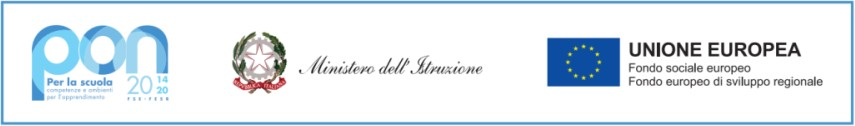 pon
Per la scuola
competenze e ambienti
per l'apprendimento
20 14
20
FSE-FESR
REPVBBLICA ITALIANA
Ministero dell'Istruzione
UNIONE EUROPEA
Fondo sociale europeo
Fondo europeo di sviluppo regionale